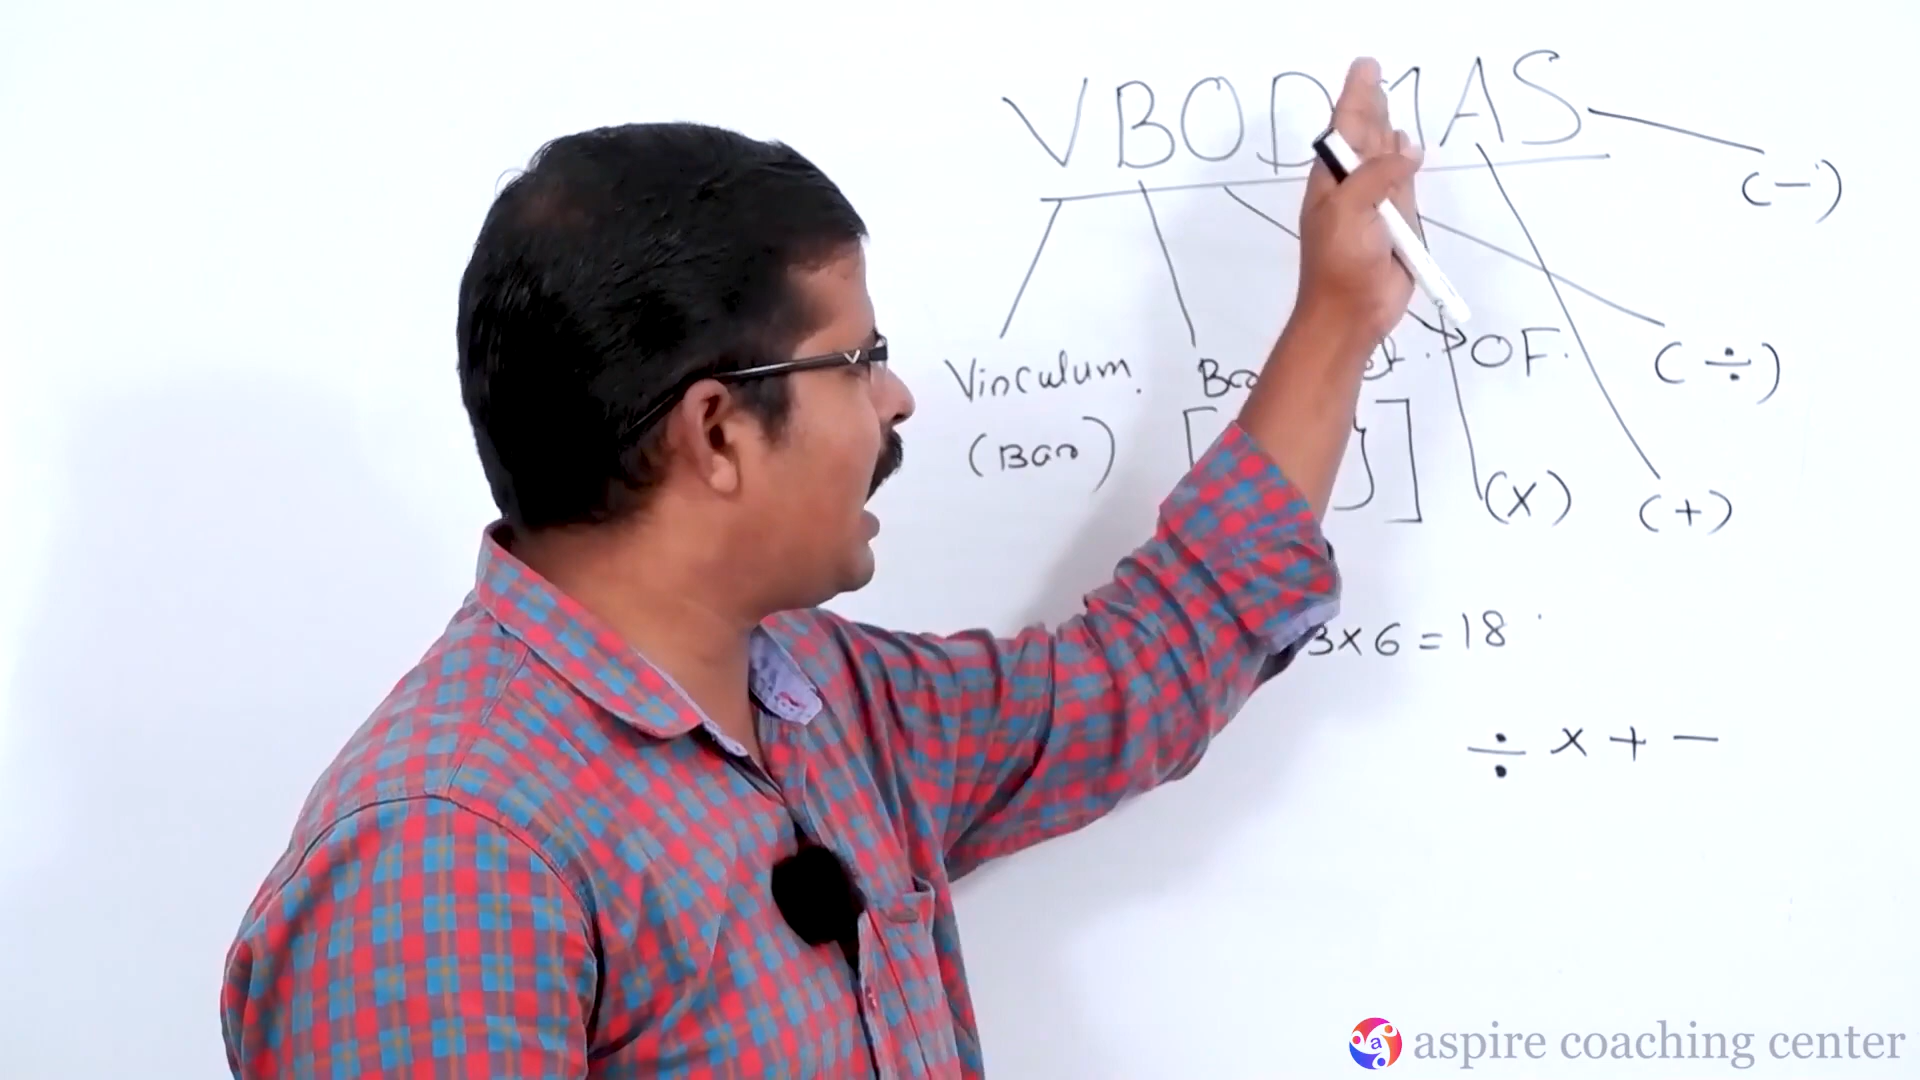 VBODMAS
(-)
Vinculum. OF. (÷)
(Bar) [ } ] (x) (+)
3x6=18
÷ x + -
a aspire coaching center